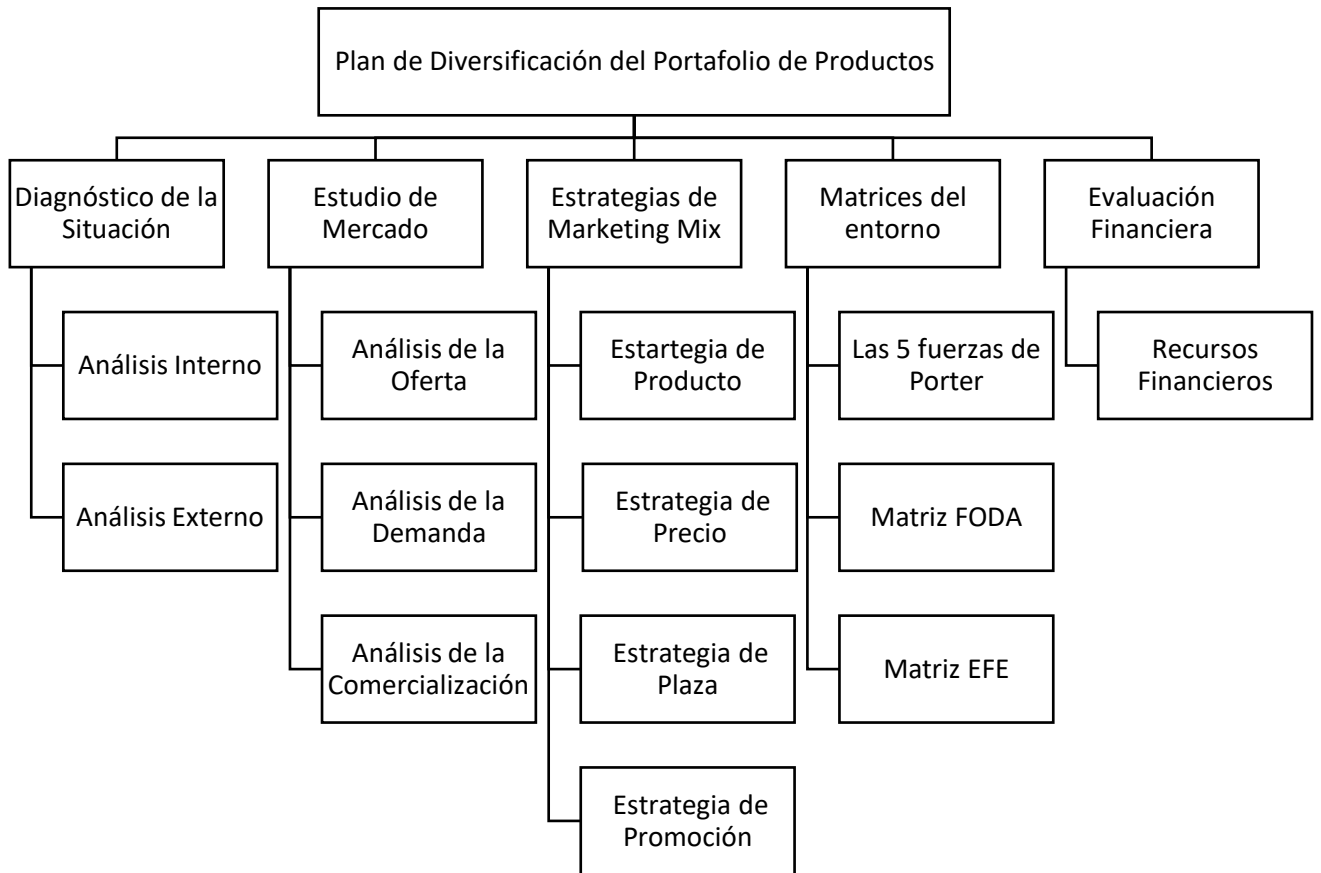 Plan de Diversificación del Portafolio de Productos
Diagnóstico de la
Situación
Análisis Interno
Análisis Externo
Estudio de
Mercado
Análisis de la
Oferta
Análisis de la
Demanda
Análisis de la
Comercialización
Estrategias de
Marketing Mix
Estartegia de
Producto
Estrategia de
Precio
Estrategia de
Plaza
Estrategia de
Promoción
Matrices del
entorno
Las 5 fuerzas de
Porter
Matriz FODA
Matriz EFE
Evaluación
Financiera
Recursos
Financieros